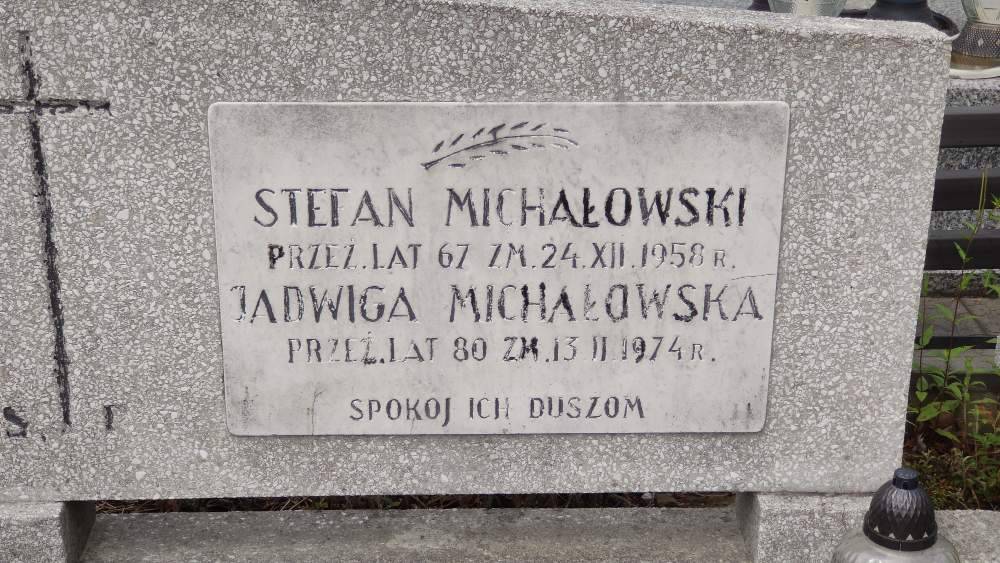 STEFAN MICHAŁOWSKI
PRZEŻ. LAT 67 ZM. 24.XII.1958 R.
JADWIGA MICHAŁOWSKA
PRZEŻ. LAT 80 ZM. 13 II.1974 R.
SPOKOJ ICH DUSZOM
Ś. T